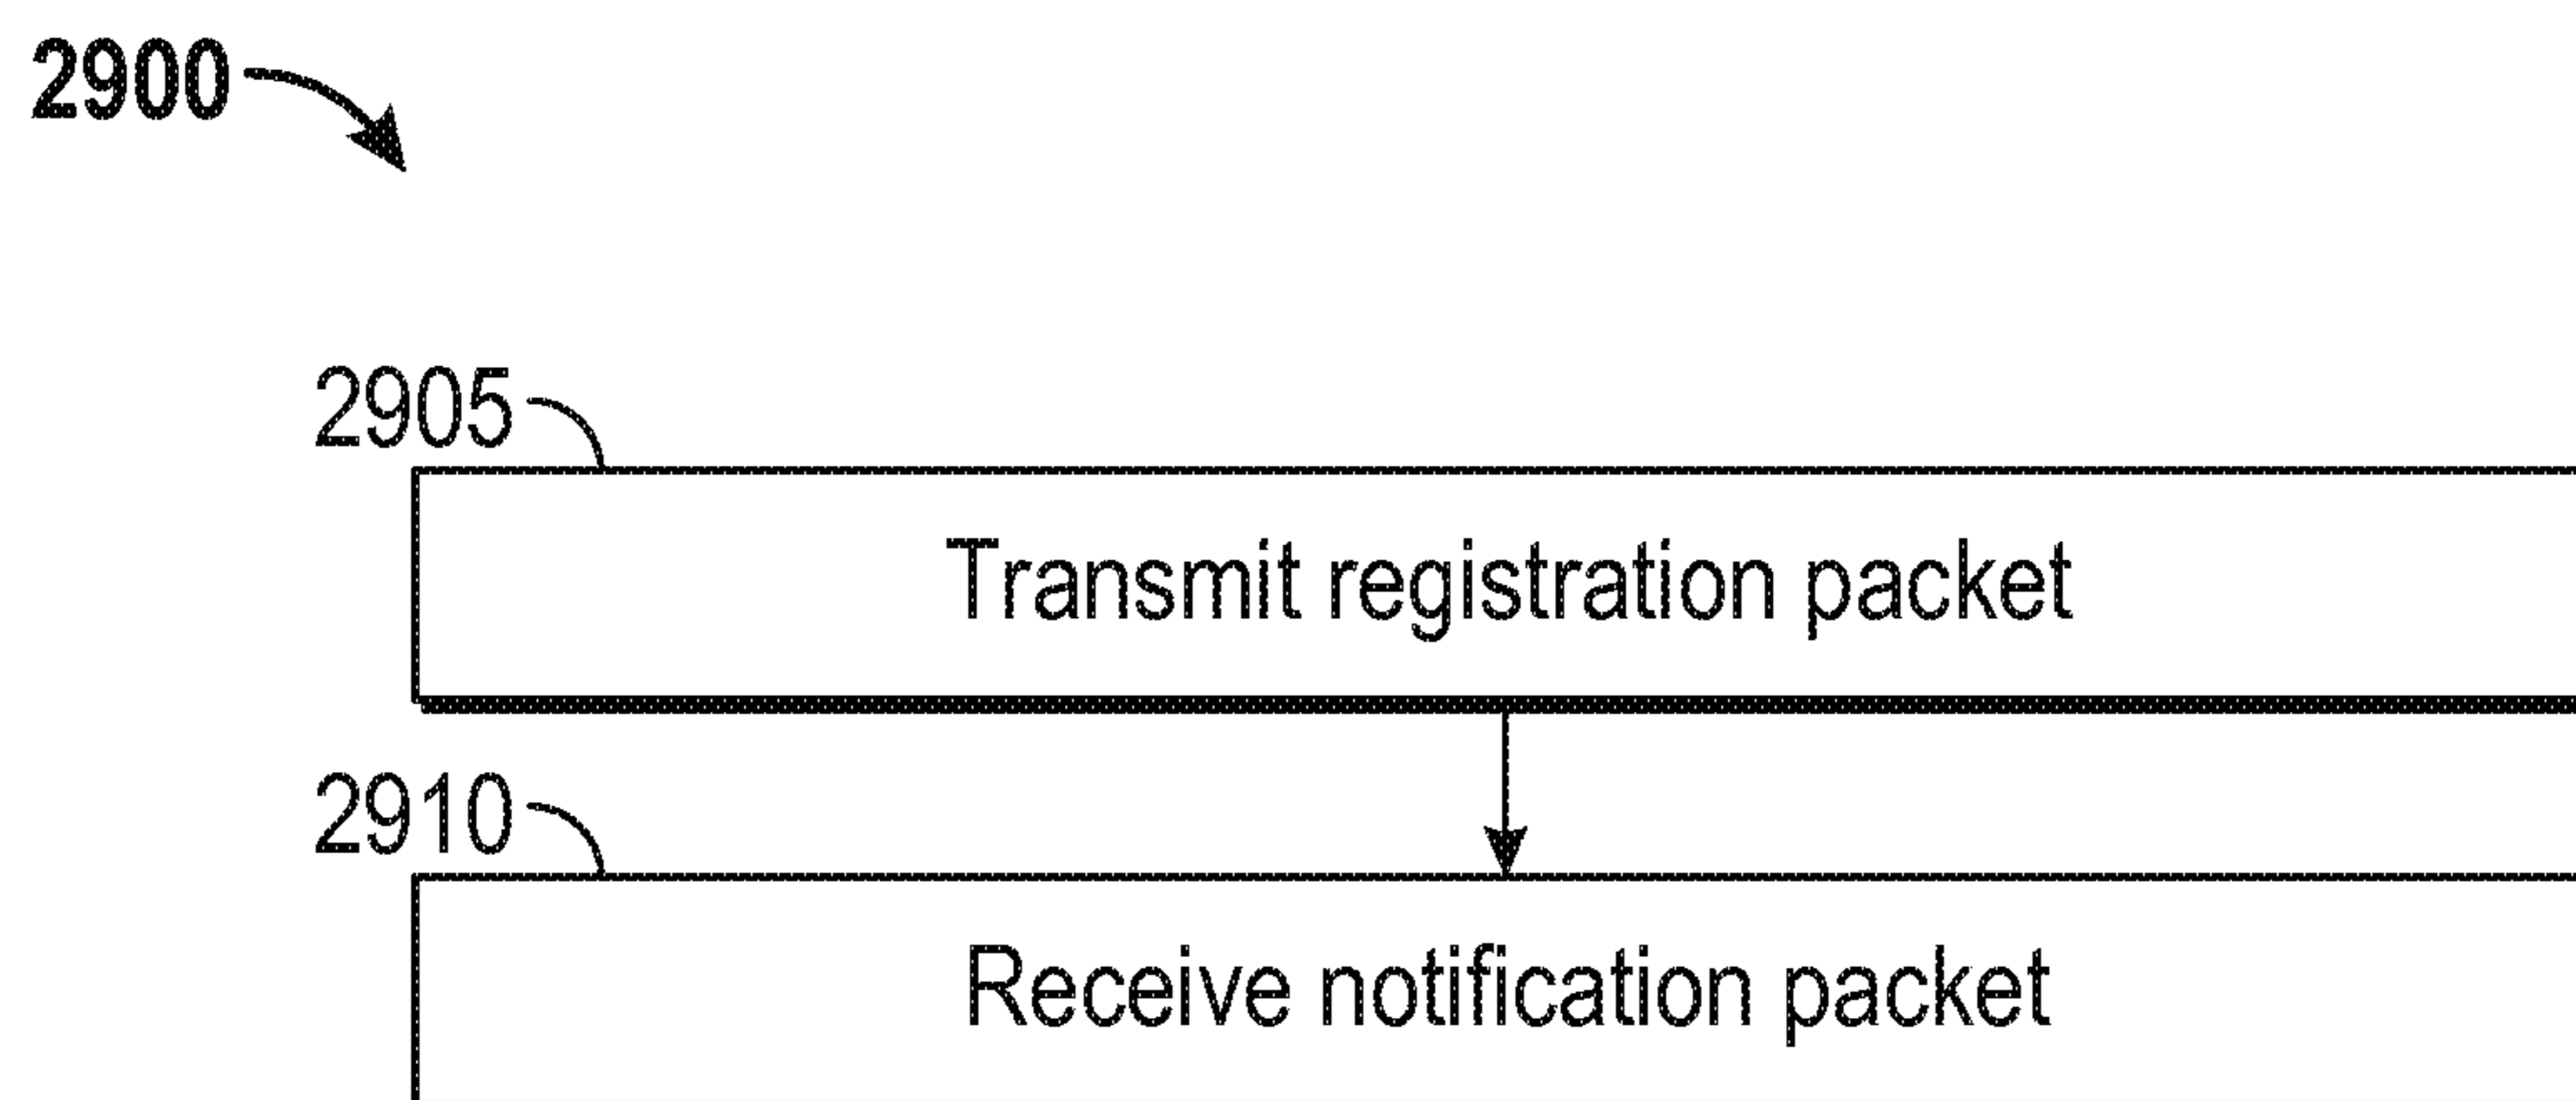 2900
2905
Transmit registration packet
2910
Receive notification packet